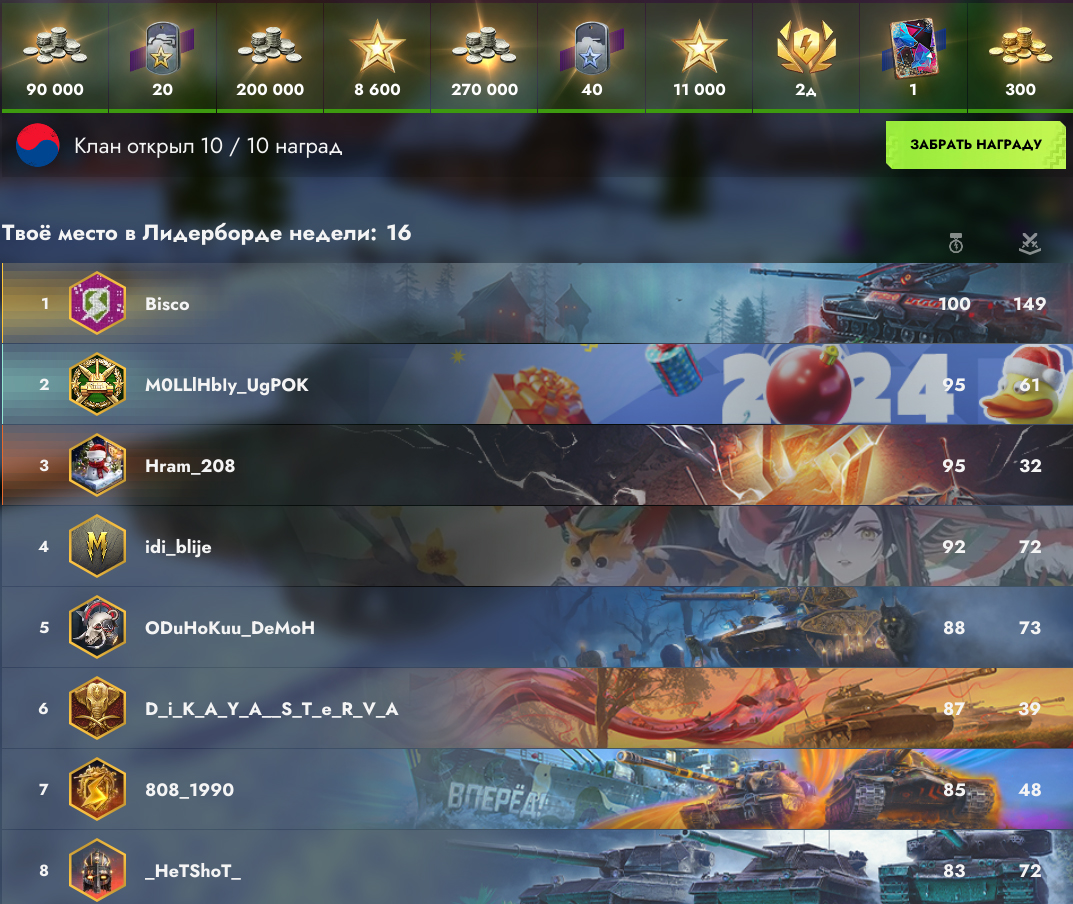 90 000 20 200 000 8 600 270 000 40 11 000 2д 1 300
Клан открыл 10 / 10 наград ЗАБРАТЬ НАГРАДУ
Твоё место в Лидерборде недели: 16
1 Bisco 100 149
2 M0LLlHbIy_UgPOK 2024 95 61
3 Hram_208 95 32
4 idi_blije 92 72
5 ODuHoKuu_DeMoH 88 73
6 D_i_K_A_Y_A__S_T_e_R_V_A 87 39
7 808_1990 ВПЕРЁД! 85 48
8 _HeTShoT_ 83 72